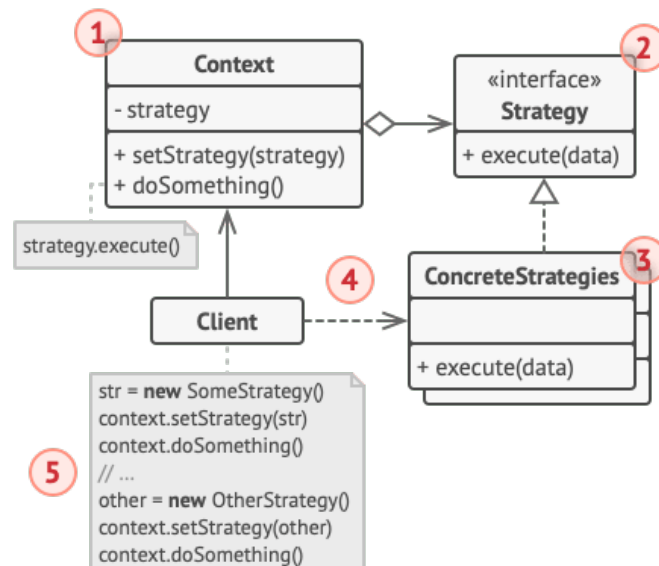 1
Context
- strategy
+ setStrategy(strategy)
+ doSomething()
2
«interface»
Strategy
+ execute(data)
strategy.execute()
3
ConcreteStrategies
+ execute(data)
4
Client
5
str = new SomeStrategy()
context.setStrategy(str)
context.doSomething()
// ...
other = new OtherStrategy()
context.setStrategy(other)
context.doSomething()